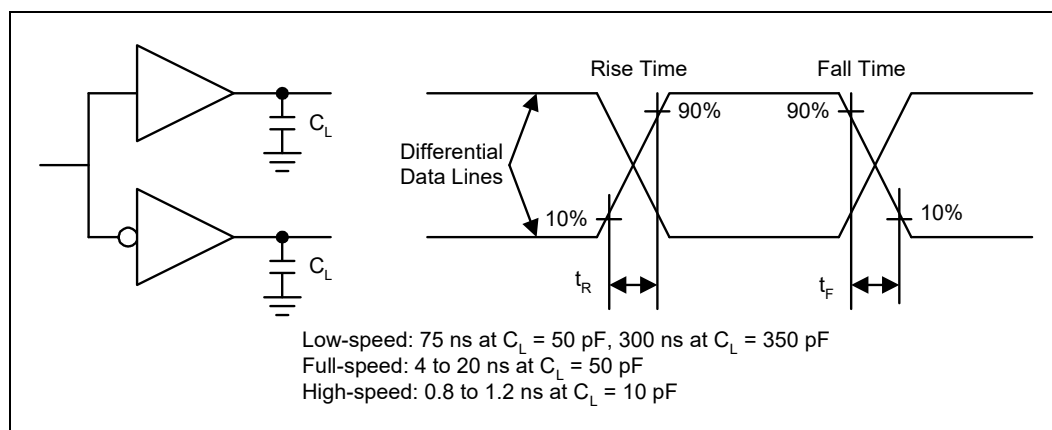 Rise Time
Fall Time
90%
90%
C_L
Differential
Data Lines
10%
10%
C_L
t_R
t_F
Low-speed: 75 ns at C_L = 50 pF, 300 ns at C_L = 350 pF
Full-speed: 4 to 20 ns at C_L = 50 pF
High-speed: 0.8 to 1.2 ns at C_L = 10 pF